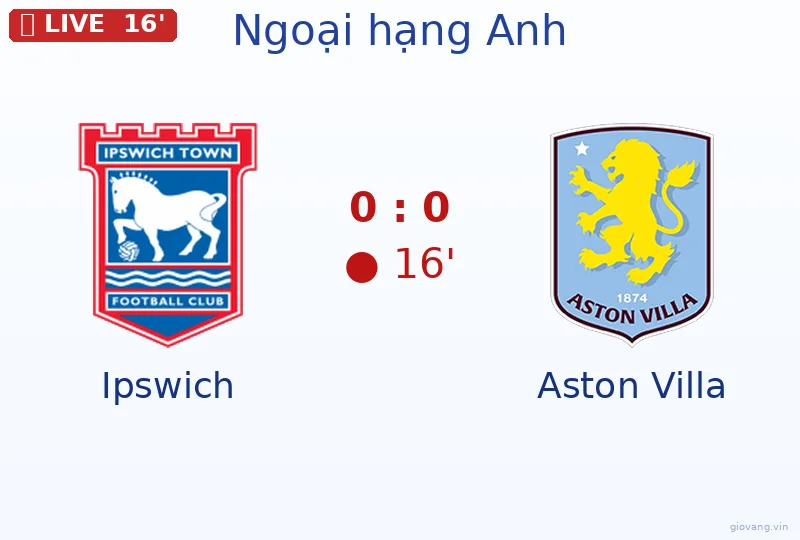 LIVE 16'
Ngoại hạng Anh
IPSWICH TOWN
FOOTBALL CLUB
0 : 0
16'
1874
ASTON VILLA
Ipswich
Aston Villa
giovang.vin